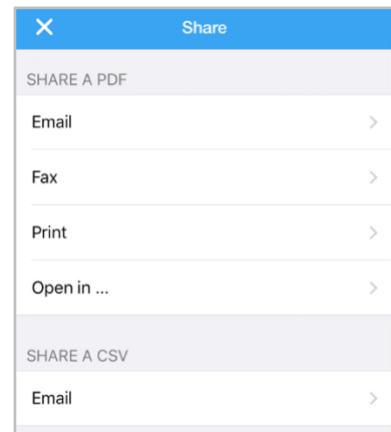 Share
SHARE A PDF
Email
Fax
Print
Open in ...
SHARE A CSV
Email